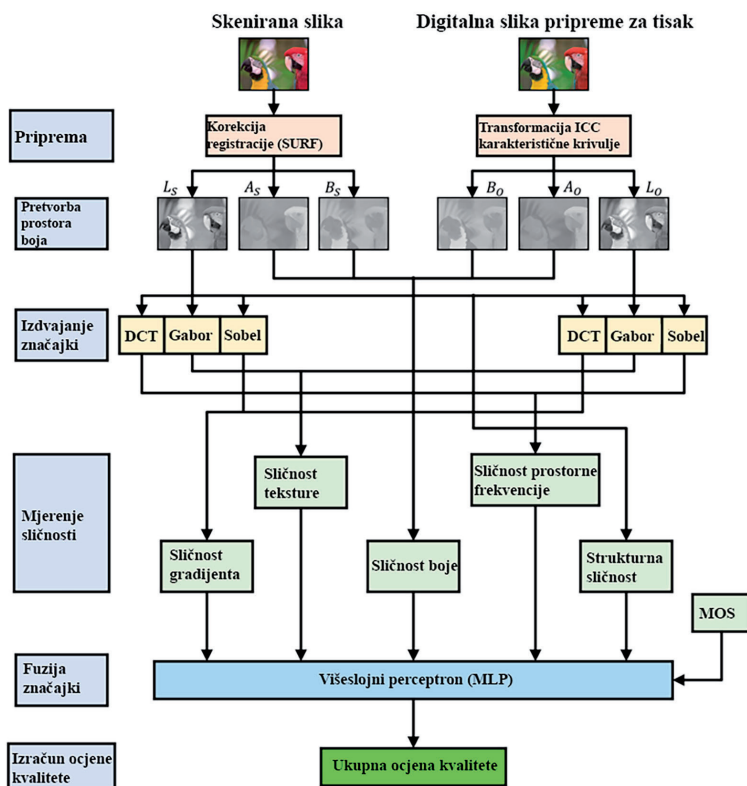 Skenirana slika
Digitalna slika pripreme za tisak
Priprema
Korekcija
registracije (SURF)
Transformacija ICC
karakteristične krivulje
Pretvorba
prostora
boja
L_S
A_S
B_S
B_O
A_O
L_O
Izdvajanje
značajki
DCT
Gabor
Sobel
DCT
Gabor
Sobel
Mjerenje
sličnosti
Sličnost
teksture
Sličnost prostorne
frekvencije
Sličnost
gradijenta
Sličnost boje
Strukturna
sličnost
MOS
Fuzija
značajki
Višeslojni perceptron (MLP)
Izračun ocjene
kvalitete
Ukupna ocjena kvalitete